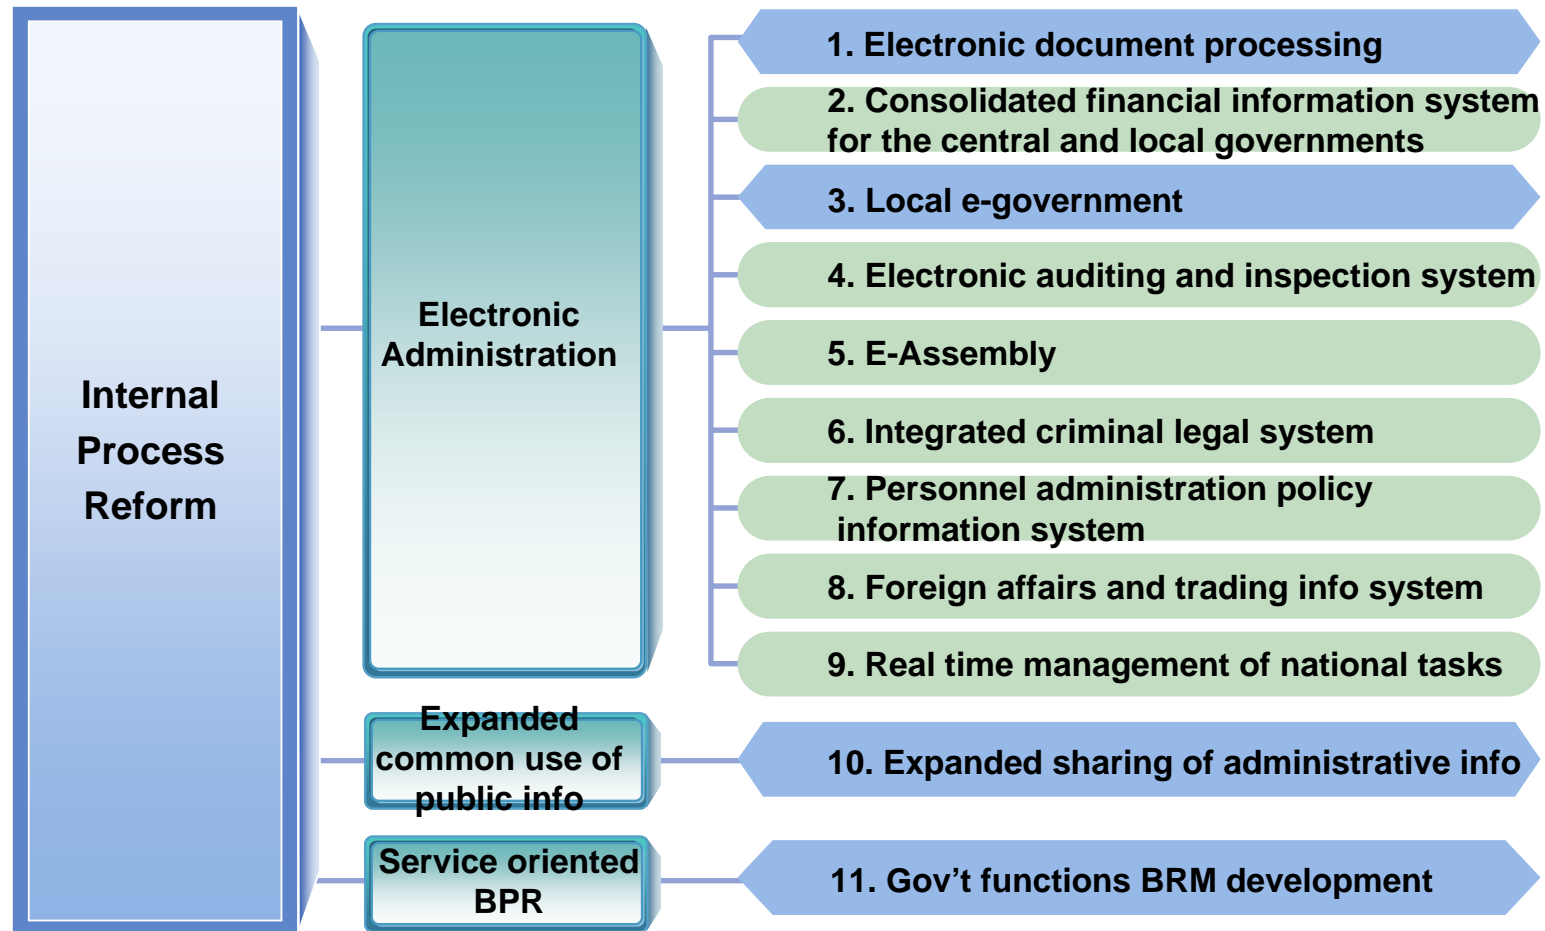 Internal
Process
Reform
Electronic
Administration
1. Electronic document processing
2. Consolidated financial information system
for the central and local governments
3. Local e-government
4. Electronic auditing and inspection system
5. E-Assembly
6. Integrated criminal legal system
7. Personnel administration policy
information system
8. Foreign affairs and trading info system
9. Real time management of national tasks
Expanded
common use of
public info
10. Expanded sharing of administrative info
Service oriented
BPR
11. Gov’t functions BRM development